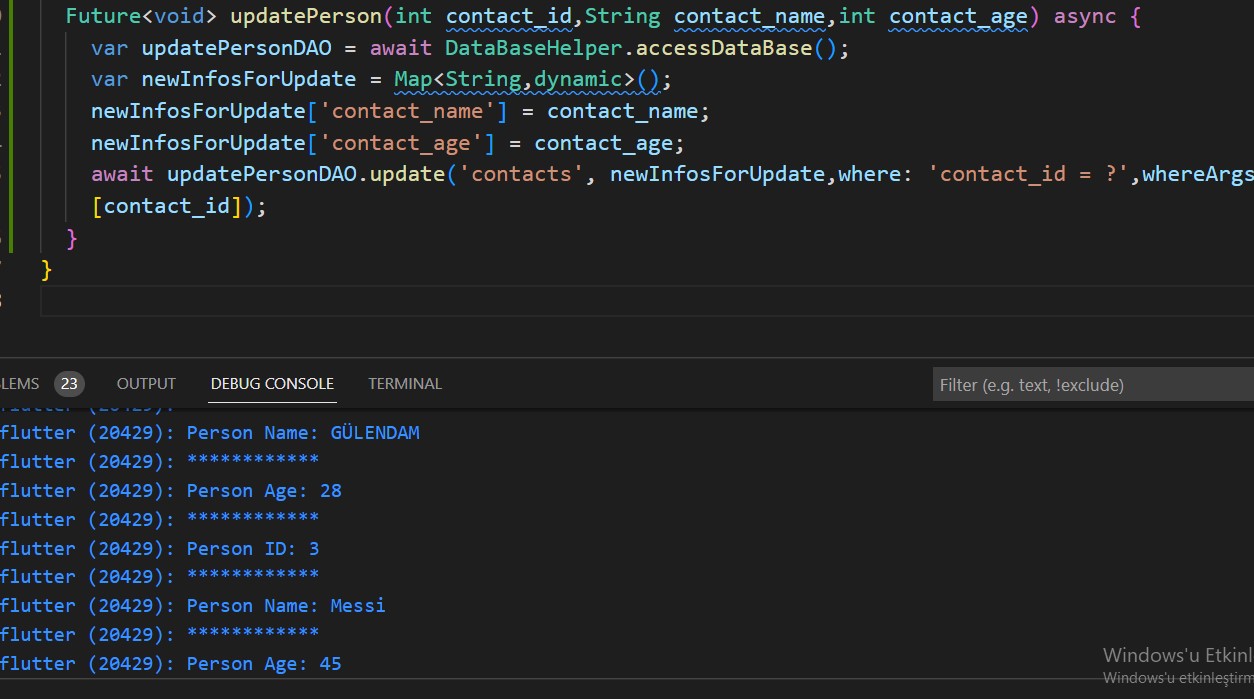 Future<void> updatePerson(int contact_id,String contact_name,int contact_age) async {
var updatePersonDAO = await DataBaseHelper.accessDataBase();
var newInfosForUpdate = Map<String,dynamic>();
newInfosForUpdate['contact_name'] = contact_name;
newInfosForUpdate['contact_age'] = contact_age;
await updatePersonDAO.update('contacts', newInfosForUpdate,where: 'contact_id = ?',whereArgs
[contact_id]);
}
}
LEMS 23 OUTPUT DEBUG CONSOLE TERMINAL Filter (e.g. text, !exclude)
flutter (20429): Person Name: GÜLENDAM
flutter (20429): ************
flutter (20429): Person Age: 28
flutter (20429): ************
flutter (20429): Person ID: 3
flutter (20429): ************
flutter (20429): Person Name: Messi
flutter (20429): ************
flutter (20429): Person Age: 45
Windows'u Etkinl
Windows'u etkinleştirm